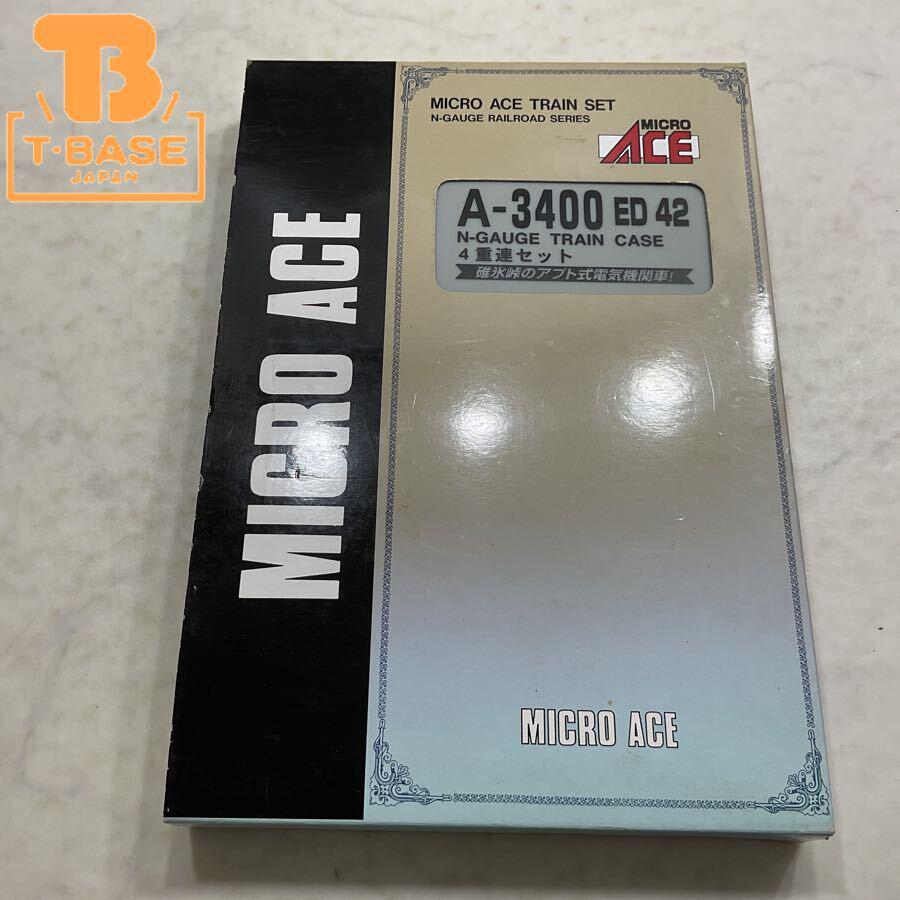 T·BASE
JAPAN
MICRO ACE TRAIN SET
N-GAUGE RAILROAD SERIES
MICRO
ACE
A-3400 ED 42
N-GAUGE TRAIN CASE
4重連セット
碓氷峠のアプト式電気機関車!
MICRO ACE
MICRO ACE